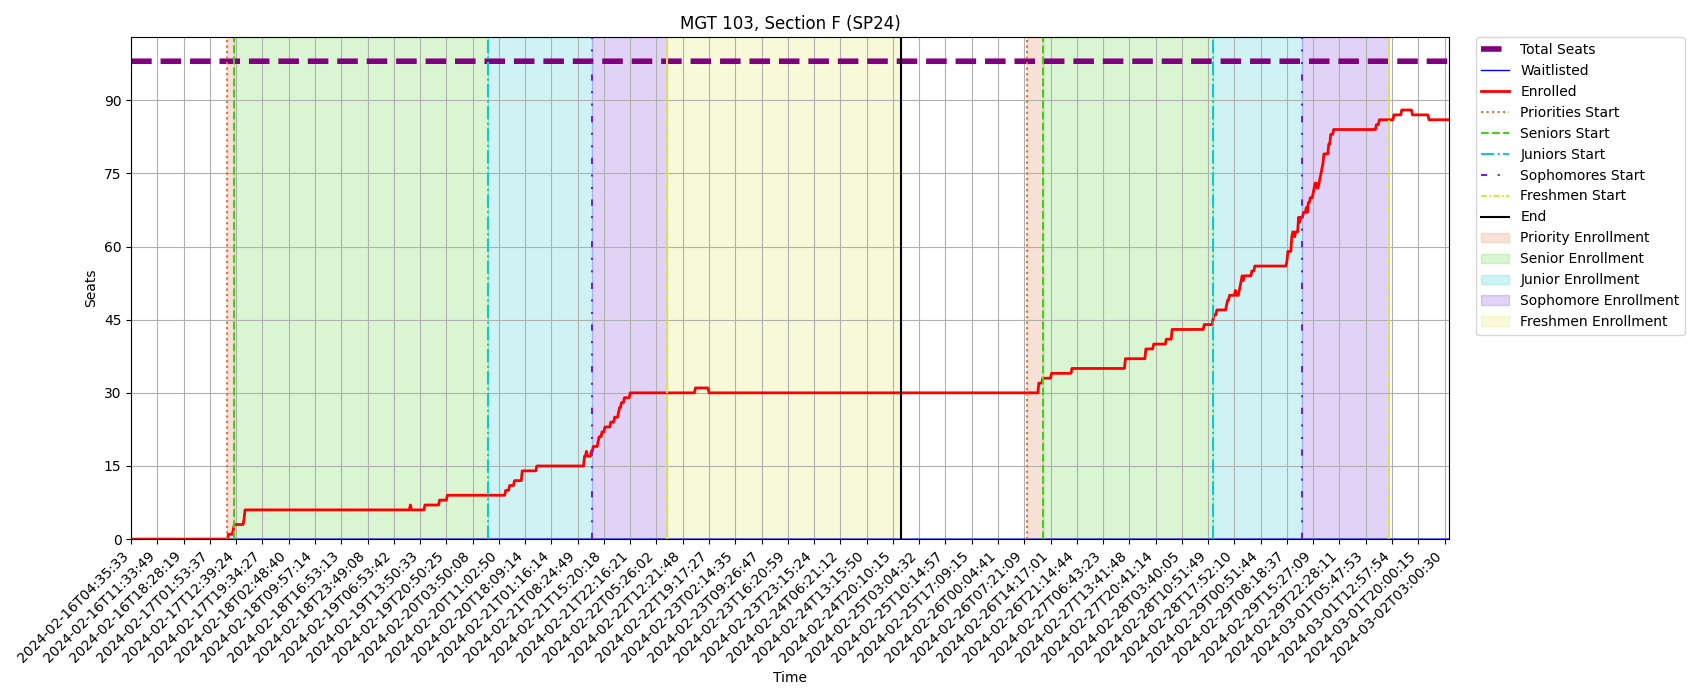 MGT 103, Section F (SP24)
Seats
90
75
60
45
30
15
0
2024-02-16T04:35:33
2024-02-16T11:33:49
2024-02-16T18:28:19
2024-02-17T01:53:37
2024-02-17T12:39:24
2024-02-17T19:34:27
2024-02-18T02:48:40
2024-02-18T09:57:14
2024-02-18T16:53:13
2024-02-18T23:49:08
2024-02-19T06:53:42
2024-02-19T13:50:33
2024-02-19T20:50:25
2024-02-20T03:50:08
2024-02-20T11:02:50
2024-02-20T18:09:14
2024-02-21T01:16:14
2024-02-21T08:24:49
2024-02-21T15:20:18
2024-02-21T22:16:21
2024-02-22T05:26:02
2024-02-22T12:21:48
2024-02-22T19:17:27
2024-02-23T02:14:35
2024-02-23T09:26:47
2024-02-23T16:20:59
2024-02-23T23:15:24
2024-02-24T06:21:12
2024-02-24T13:15:50
2024-02-24T20:10:15
2024-02-25T03:04:32
2024-02-25T10:14:57
2024-02-25T17:09:15
2024-02-26T00:04:41
2024-02-26T07:21:09
2024-02-26T14:17:01
2024-02-26T21:14:44
2024-02-27T06:43:23
2024-02-27T13:41:48
2024-02-27T20:41:14
2024-02-28T03:40:05
2024-02-28T10:51:49
2024-02-28T17:52:10
2024-02-29T00:51:44
2024-02-29T08:18:37
2024-02-29T15:27:09
2024-02-29T22:28:11
2024-03-01T05:47:53
2024-03-01T12:57:54
2024-03-01T20:00:15
2024-03-02T03:00:30
Time
Total Seats
Waitlisted
Enrolled
Priorities Start
Seniors Start
Juniors Start
Sophomores Start
Freshmen Start
End
Priority Enrollment
Senior Enrollment
Junior Enrollment
Sophomore Enrollment
Freshmen Enrollment